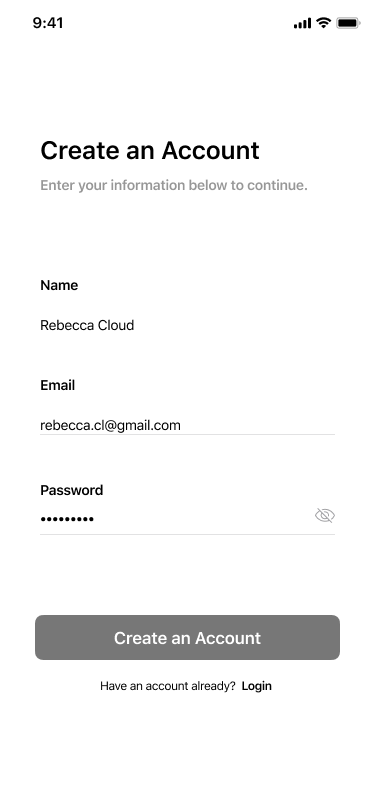 9:41
Create an Account
Enter your information below to continue.
Name
Rebecca Cloud
Email
rebecca.cl@gmail.com
Password
•••••••••
Create an Account
Have an account already? Login